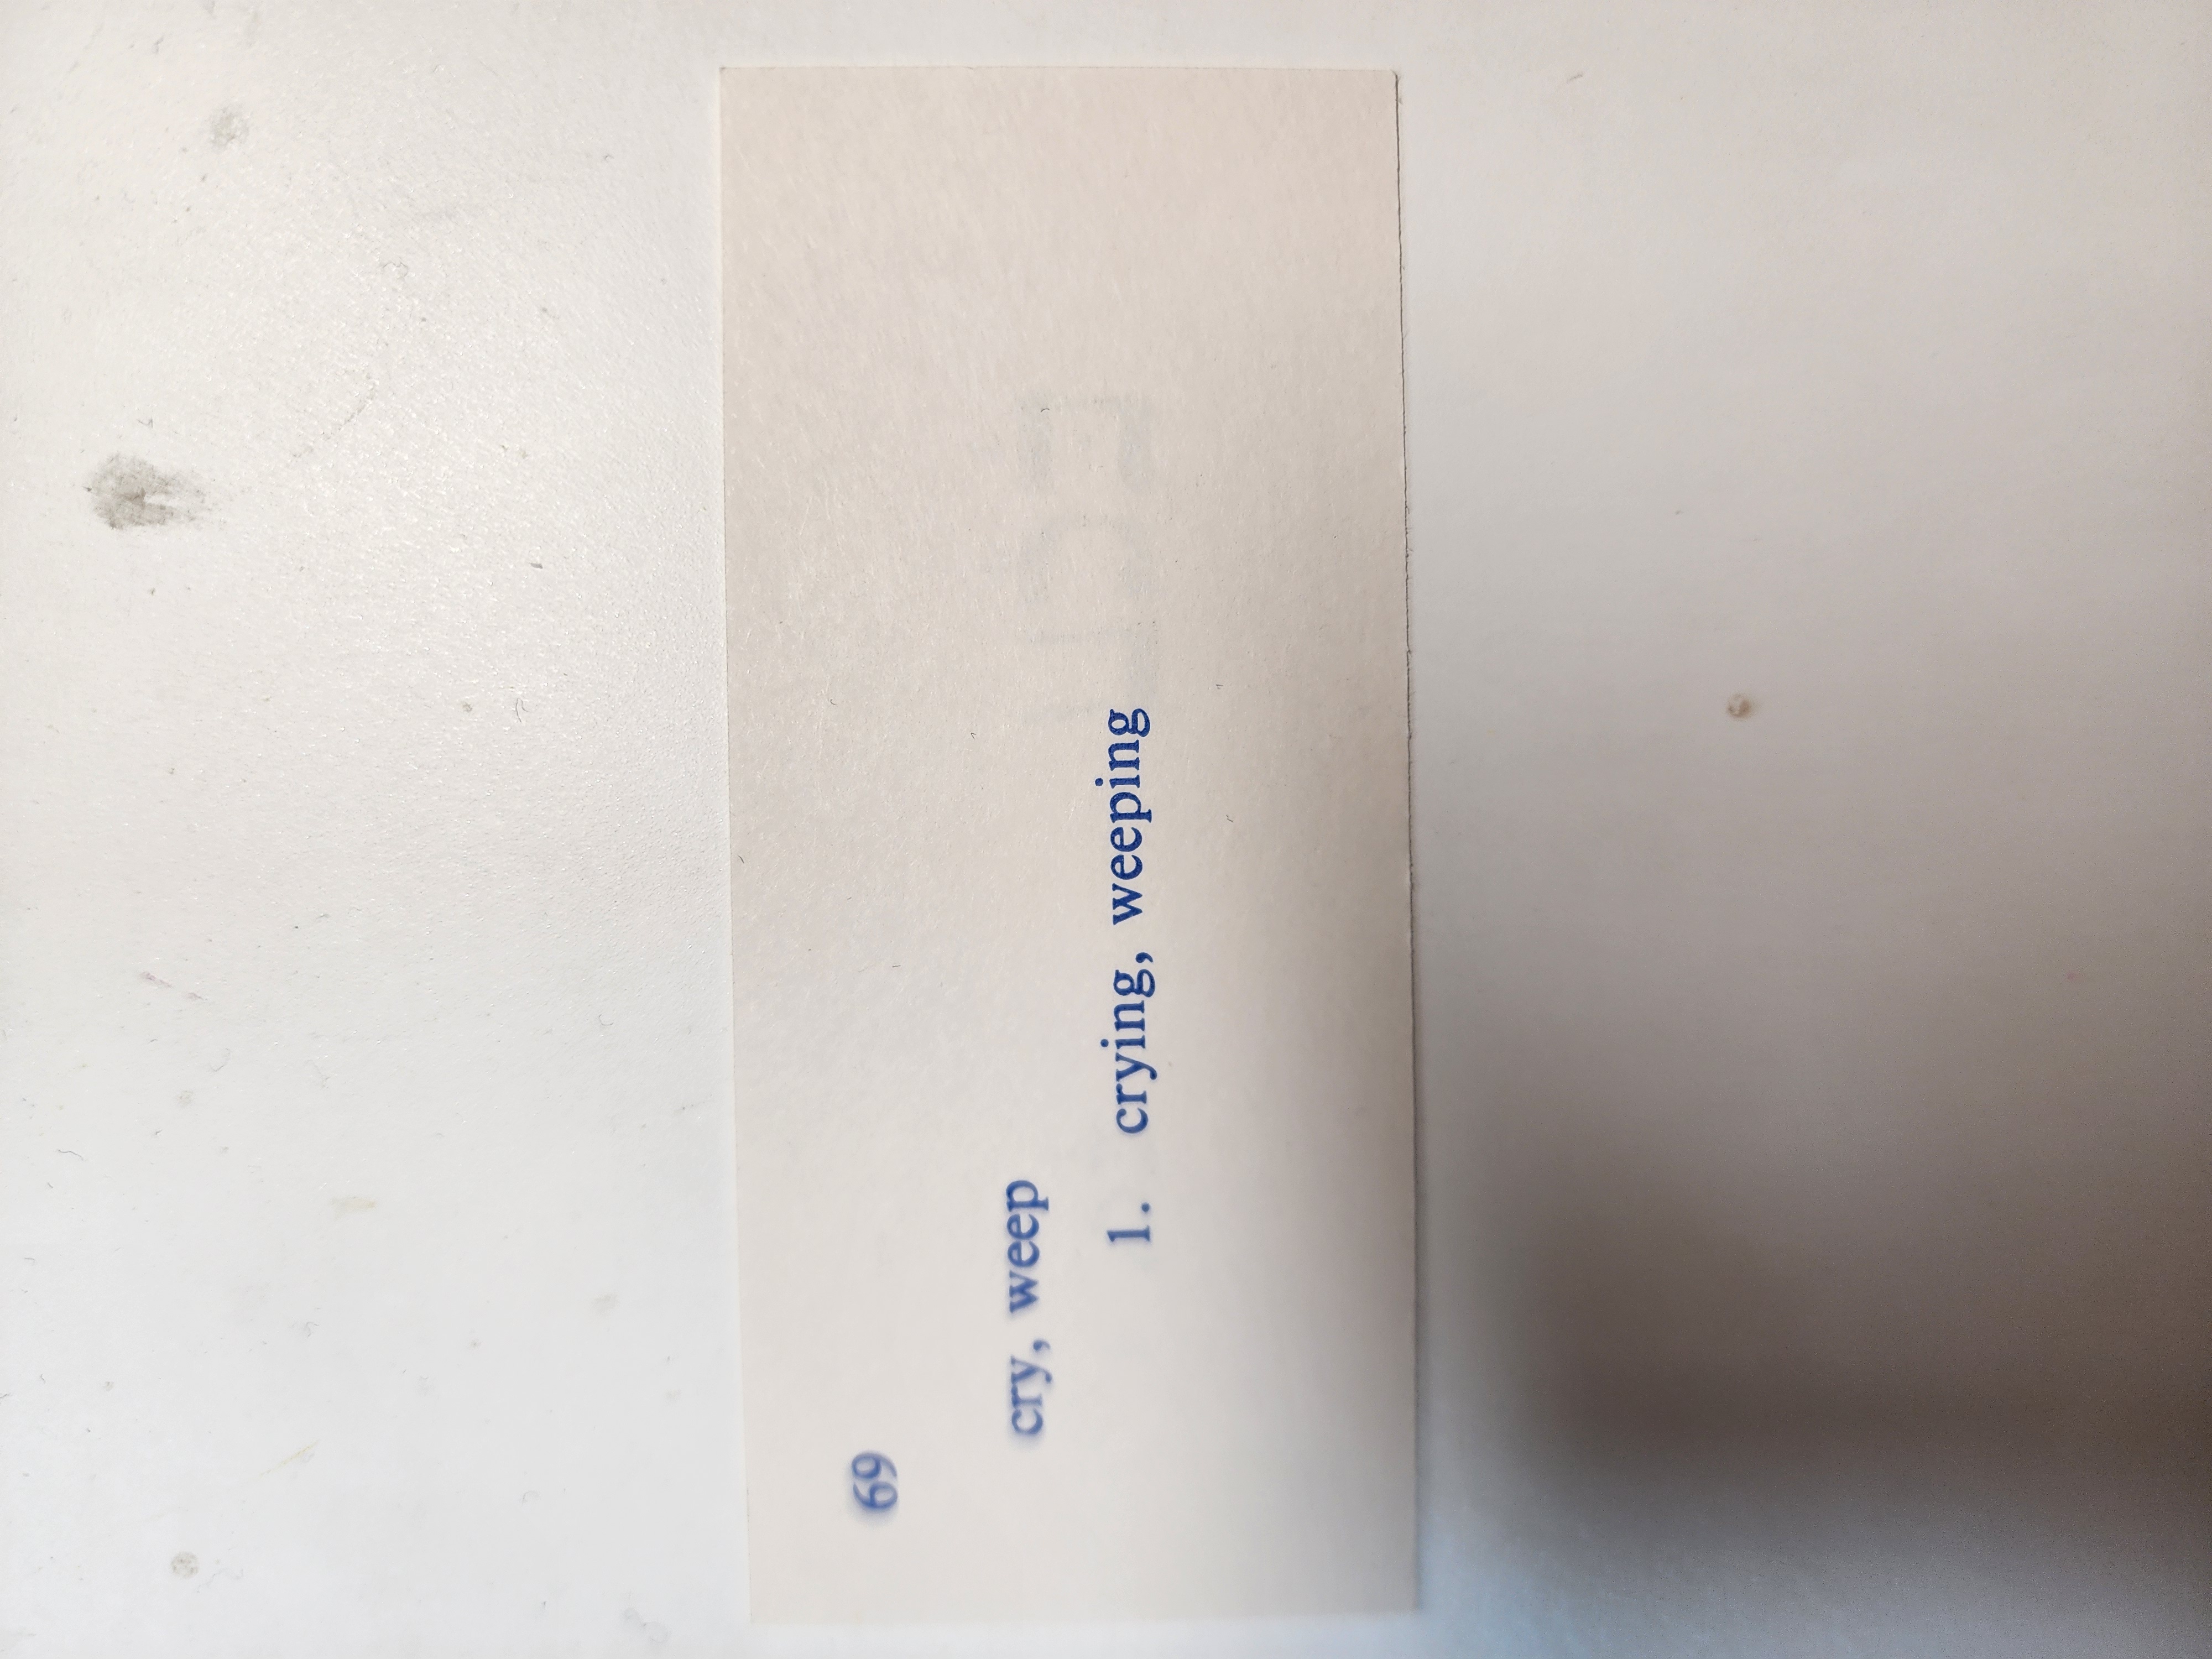 69
cry, weep
1. crying, weeping